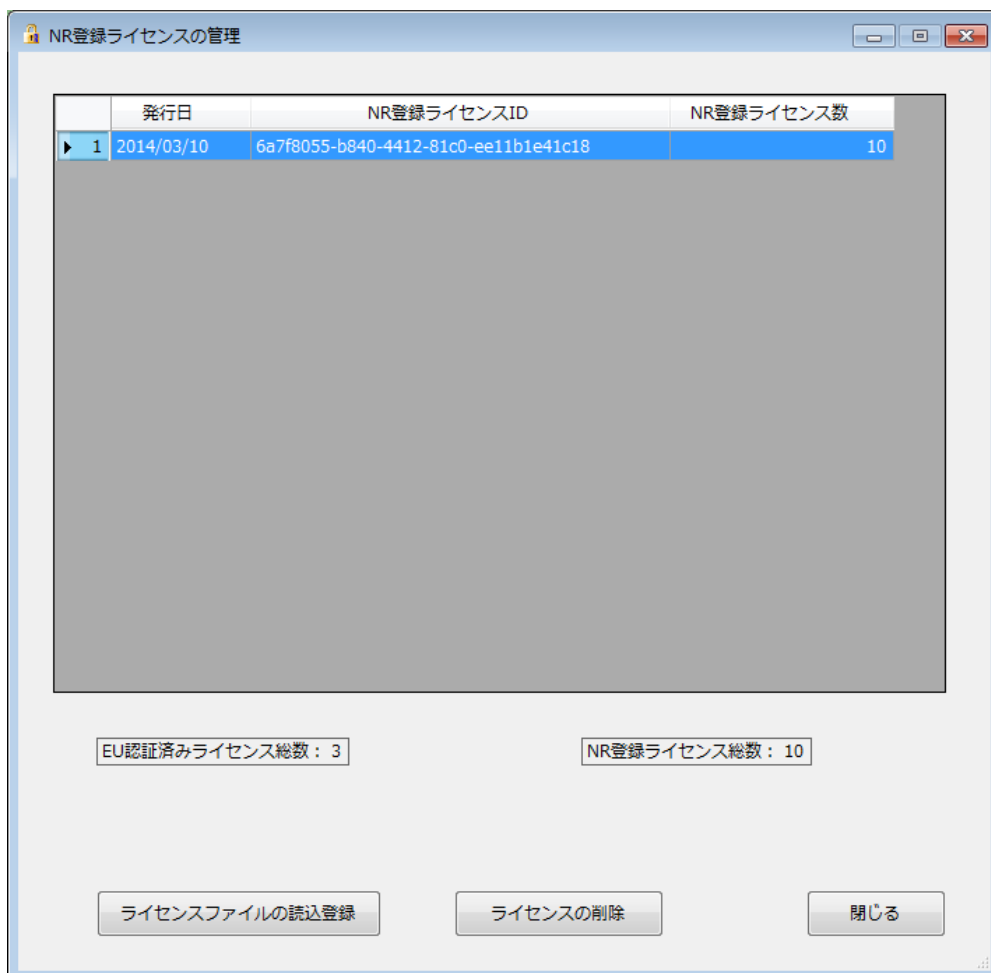 NR登録ライセンスの管理
発行日 NR登録ライセンスID NR登録ライセンス数
1 2014/03/10 6a7f8055-b840-4412-81c0-ee11b1e41c18 10
EU認証済みライセンス総数： 3 NR登録ライセンス総数： 10
ライセンスファイルの読込登録 ライセンスの削除 閉じる